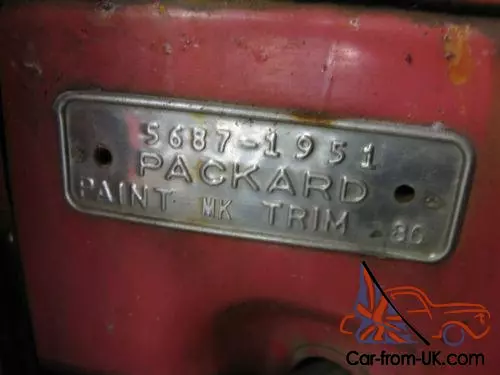 5687-1951
PACKARD
PAINT MK TRIM 86
Car-from-UK.com